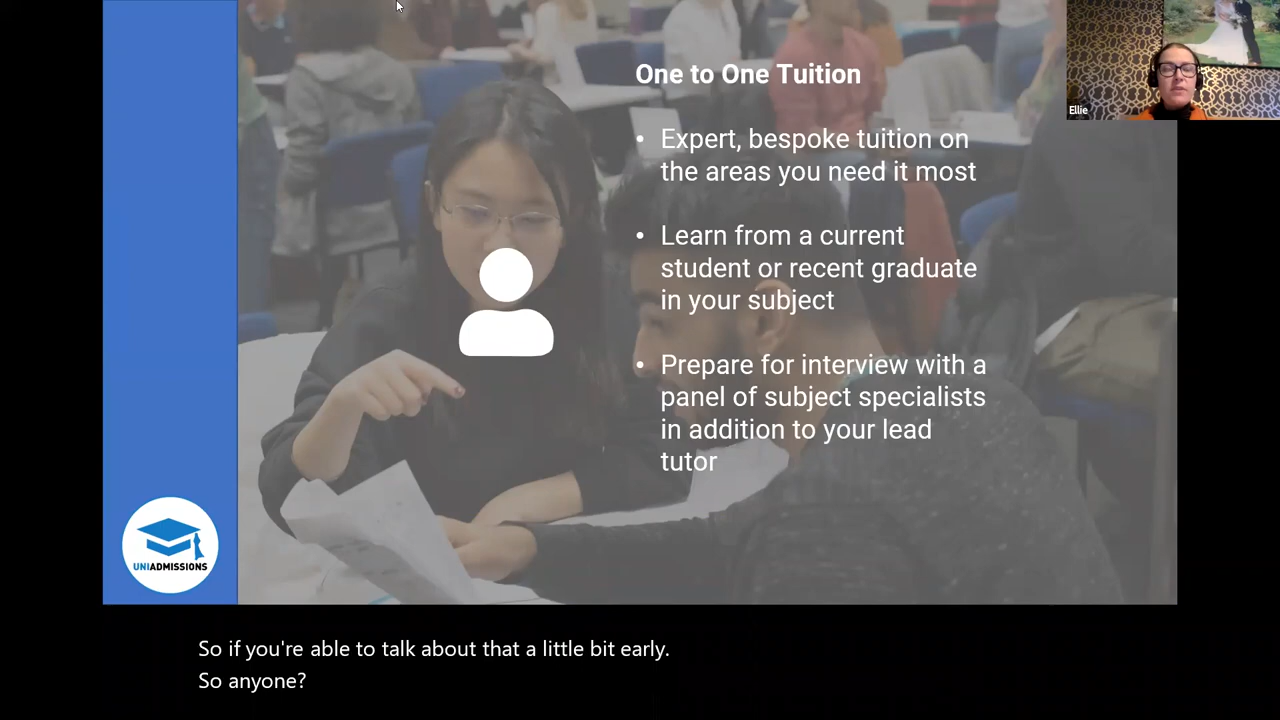 One to One Tuition
Ellie
• Expert, bespoke tuition on
the areas you need it most
• Learn from a current
student or recent graduate
in your subject
• Prepare for interview with a
panel of subject specialists
in addition to your lead
tutor
UNIADMISSIONS
So if you're able to talk about that a little bit early.
So anyone?